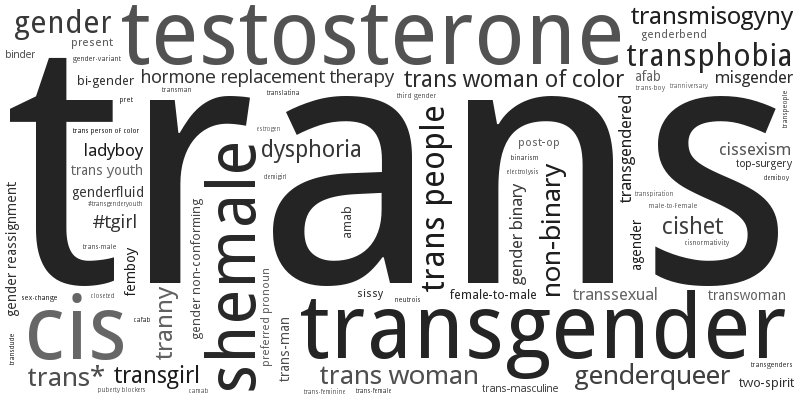 gender
testosterone
transmisogyny
genderbend
present
binder
gender-variant
transphobia
bi-gender
hormone replacement therapy
trans woman of color
afab
misgender
trans-boy
tranniversary
pret
transman
translatina
third gender
transpeople
trans
trans person of color
estrogen
ladyboy
dysphoria
post-op
binarism
cissexism
top-surgery
trans youth
demigirl
electrolysis
demiboy
genderfluid
#transgenderyouth
transpiration
male-to-Female
#tgirl
amab
cishet
trans-male
cisnormativity
gender reassignment
femboy
gender non-conforming
shemale
trans people
gender binary
non-binary
transgendered
agender
sex-change
closeted
sissy
neutrois
female-to-male
transsexual
transwoman
cis
cafab
tranny
preferred pronoun
trans-man
transgender
transdude
trans*
transgirl
trans woman
genderqueer
transgenders
two-spirit
puberty blockers
camab
trans-feminine
trans-female
trans-masculine